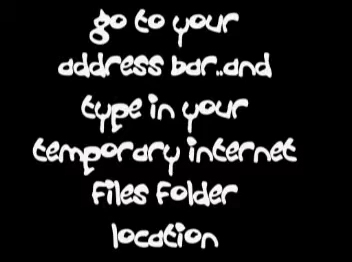 go to your
address bar..and
type in your
temporary internet
files folder
location